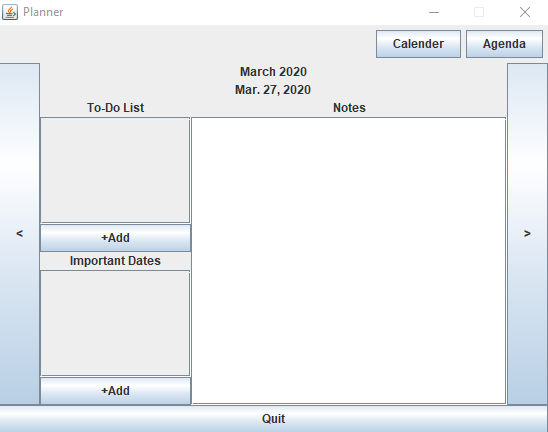 Planner
Calender
Agenda
March 2020
Mar. 27, 2020
To-Do List
Notes
<
+Add
>
Important Dates
+Add
Quit